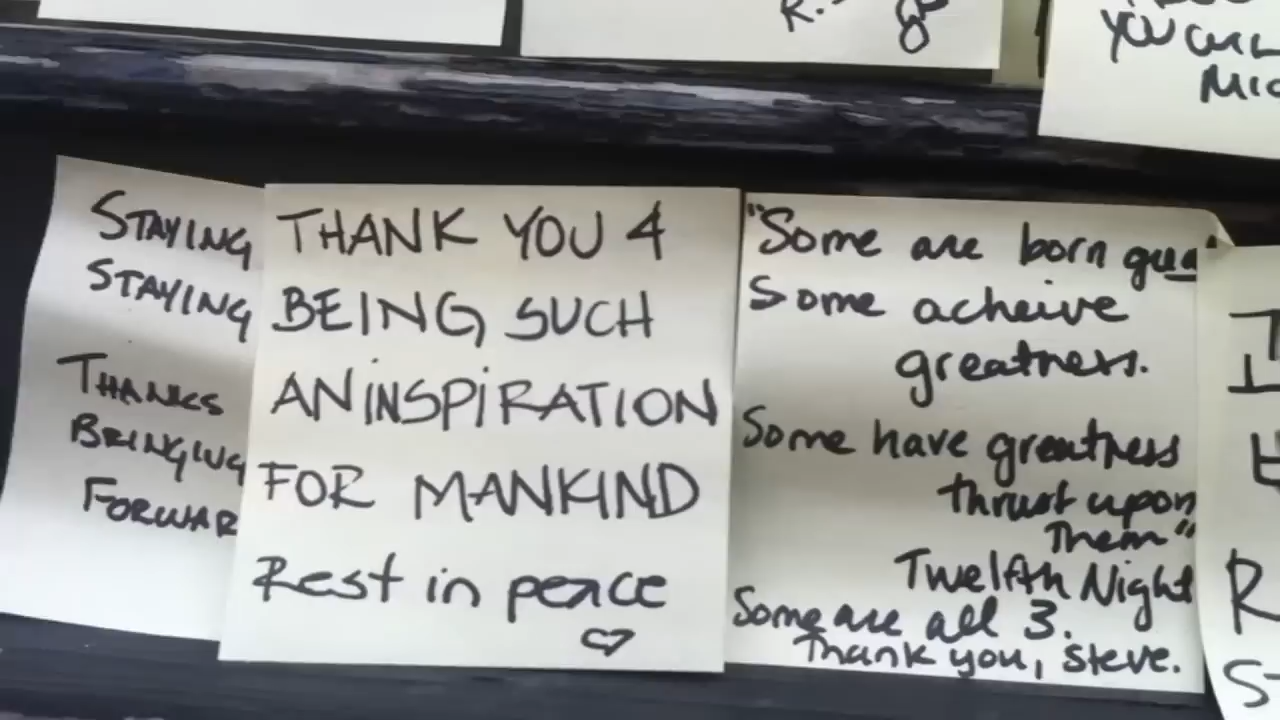 R.
YOU
STAYING
STAYING
THANKS
BRINGING
FORWAR
THANK YOU 4
BEING SUCH
AN INSPIRATION
FOR MANKIND
Rest in peace
"Some are born grea
Some acheive
greatness.
Some have greatness
thrust upon
them"
Twelfth Night
Some are all 3.
Thank you, Steve.
I
R